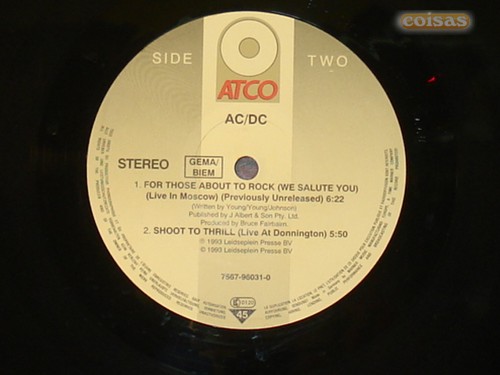 coisas
SIDE TWO
ATCO
AC/DC
STEREO
GEMA/
BIEM
1. FOR THOSE ABOUT TO ROCK (WE SALUTE YOU)
(Live In Moscow) (Previously Unreleased) 6:22
(Written by Young/Young/Johnson)
Published by J Albert & Son Pty. Ltd.
Produced by Bruce Fairbairn.
2. SHOOT TO THRILL (Live At Donnington) 5:50
℗ 1993 Leidseplein Presse BV
© 1993 Leidseplein Presse BV
7567-96031-0
45